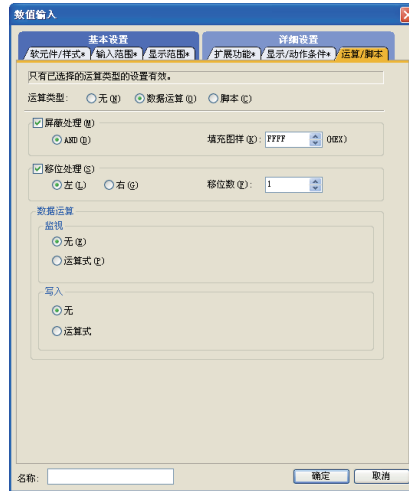 数值输入
基本设置 详细设置
软元件/样式* 输入范围* 显示范围* 扩展功能* 显示/动作条件* 运算/脚本
只有已选择的运算类型的设置有效。
运算类型: 无(N) 数据运算(O) 脚本(C)
屏蔽处理(M)
AND(D) 填充图样(K): FFFF (HEX)
移位处理(S)
左(L) 右(G) 移位数(P): 1
数据运算
监视
无(E)
运算式(P)
写入
无
运算式
名称:
确定 取消